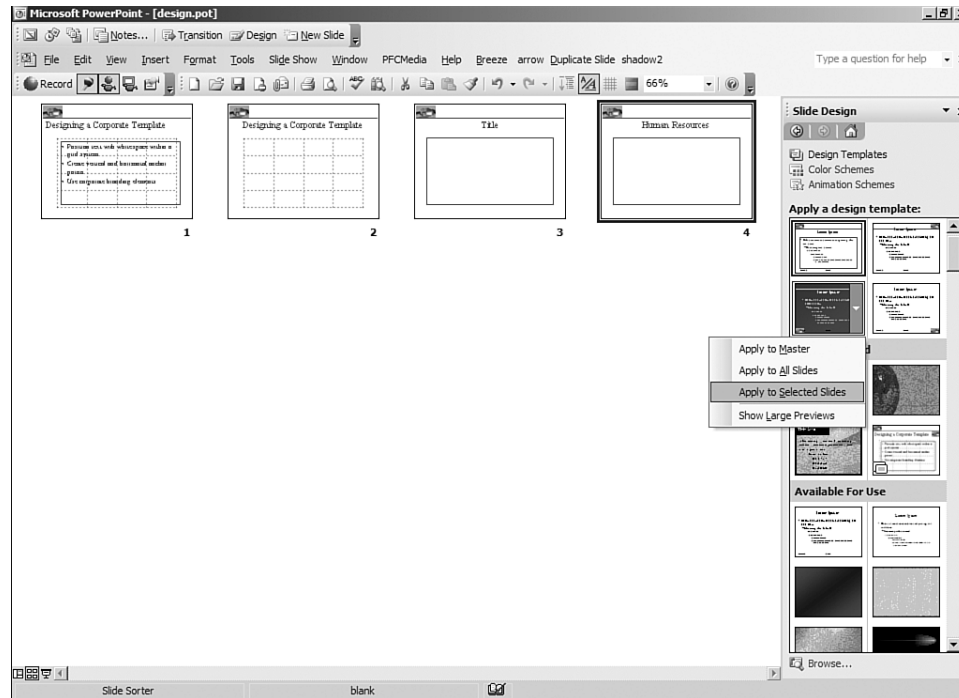 Microsoft PowerPoint - [design.pot]
Notes... Transition Design New Slide
File Edit View Insert Format Tools Slide Show Window PFCMedia Help Breeze arrow Duplicate Slide shadow2 Type a question for help
Record 66%
Slide Design
Design Templates
Color Schemes
Animation Schemes
Apply a design template:
Designing a Corporate Template
Designing a Corporate Template
Title
Human Resources
1
2
3
4
Apply to Master
Apply to All Slides
Apply to Selected Slides
Show Large Previews
Available For Use
Browse...
Slide Sorter
blank